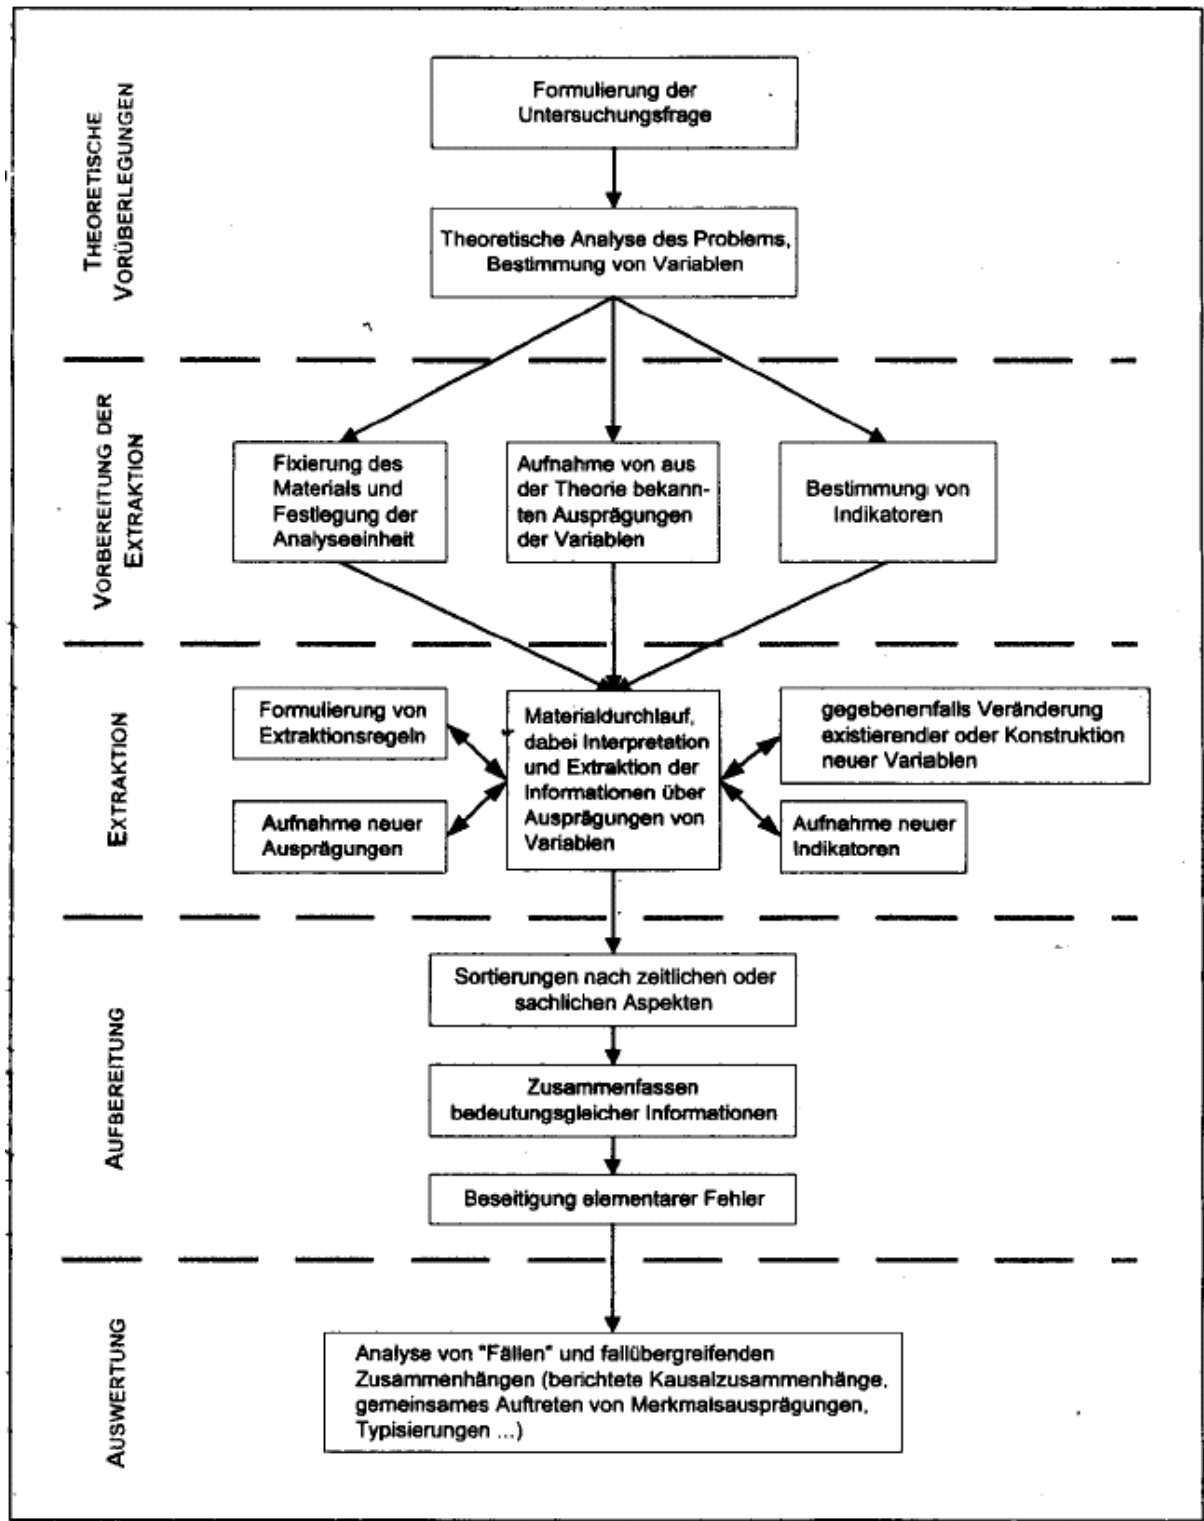 THEORETISCHE
VORÜBERLEGUNGEN
Formulierung der
Untersuchungsfrage
Theoretische Analyse des Problems,
Bestimmung von Variablen
VORBEREITUNG DER
EXTRAKTION
Fixierung des
Materials und
Festlegung der
Analyseeinheit
Aufnahme von aus
der Theorie bekann-
ten Ausprägungen
der Variablen
Bestimmung von
Indikatoren
EXTRAKTION
Formulierung von
Extraktionsregeln
Aufnahme neuer
Ausprägungen
Materialdurchlauf,
dabei Interpretation
und Extraktion der
Informationen über
Ausprägungen von
Variablen
gegebenenfalls Veränderung
existierender oder Konstruktion
neuer Variablen
Aufnahme neuer
Indikatoren
AUFBEREITUNG
Sortierungen nach zeitlichen oder
sachlichen Aspekten
Zusammenfassen
bedeutungsgleicher Informationen
Beseitigung elementarer Fehler
AUSWERTUNG
Analyse von "Fällen" und fallübergreifenden
Zusammenhängen (berichtete Kausalzusammenhänge,
gemeinsames Auftreten von Merkmalsausprägungen,
Typisierungen ...)